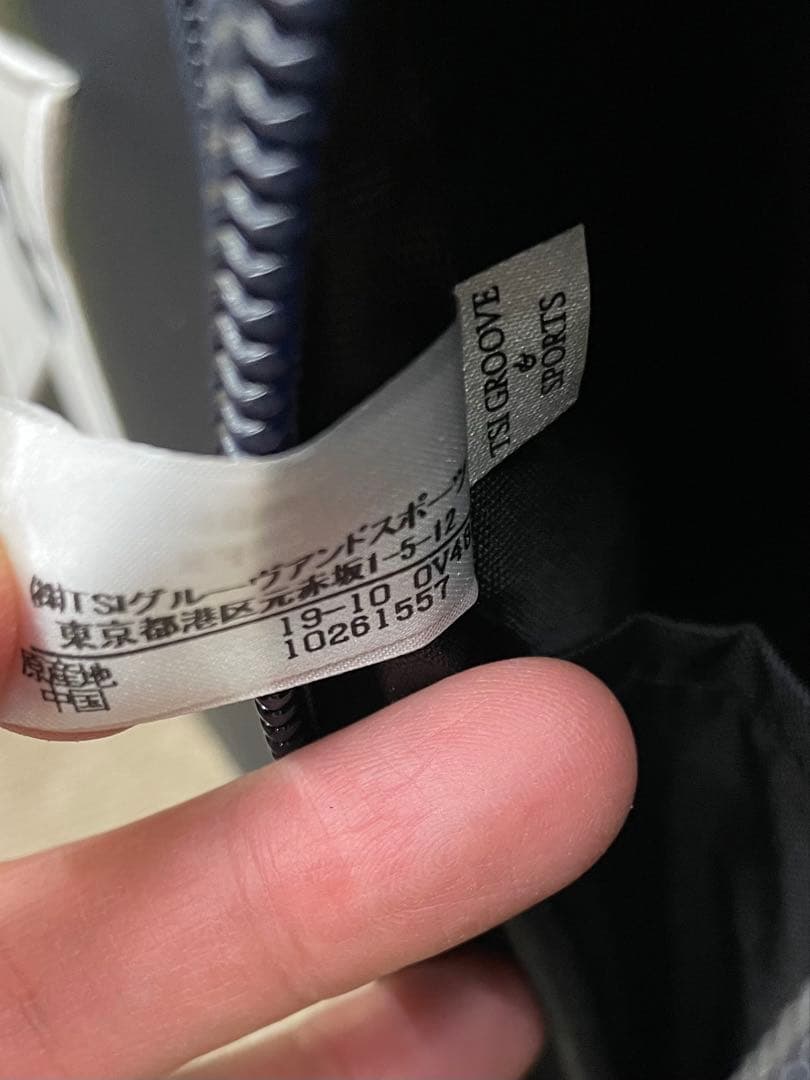 TSI GROOVE
&
SPORTS
㈱TSIグルーヴアンドスポーツ
東京都港区元赤坂1-5-12
19-10
10261557
原産地
中国